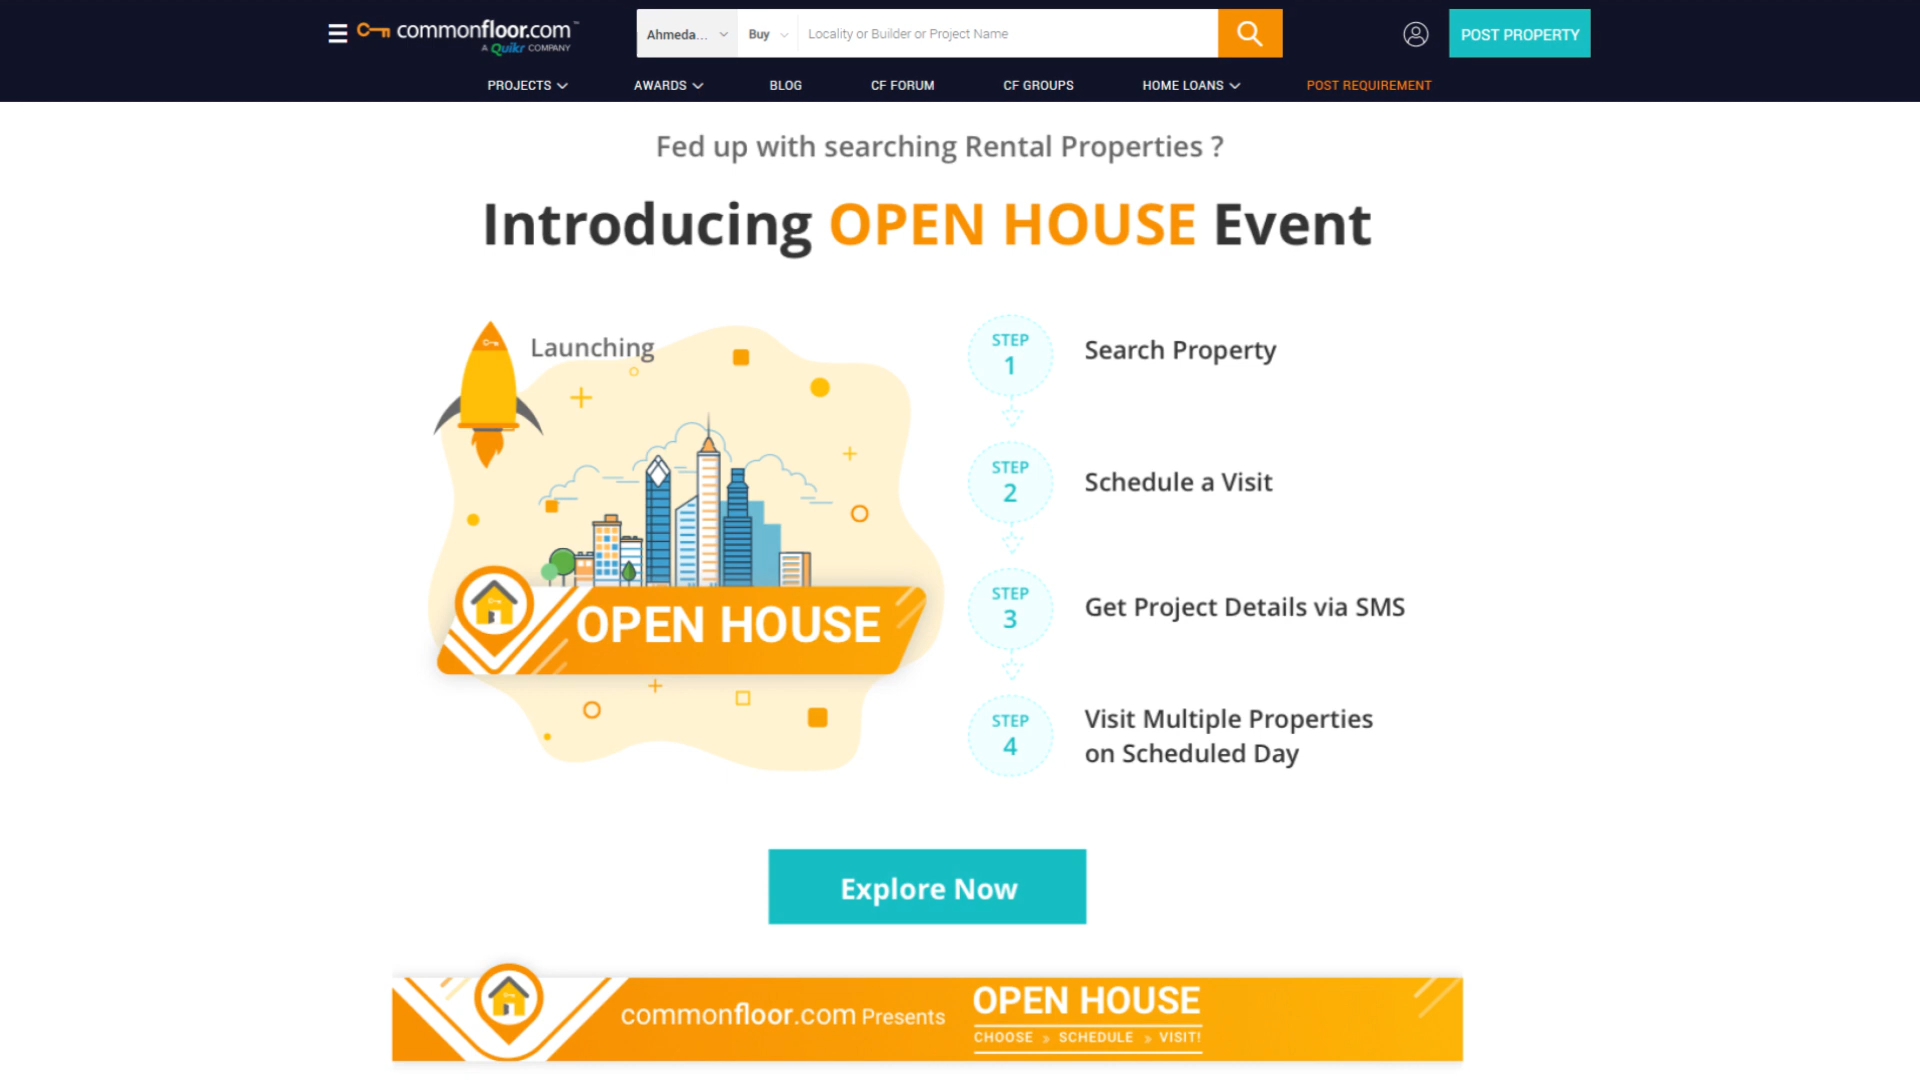 commonfloor.com™
A Quikr COMPANY
Ahmeda...
Buy
Locality or Builder or Project Name
POST PROPERTY
PROJECTS
AWARDS
BLOG
CF FORUM
CF GROUPS
HOME LOANS
POST REQUIREMENT
Fed up with searching Rental Properties ?
Introducing OPEN HOUSE Event
Launching
OPEN HOUSE
STEP
1
Search Property
STEP
2
Schedule a Visit
STEP
3
Get Project Details via SMS
STEP
4
Visit Multiple Properties
on Scheduled Day
Explore Now
commonfloor.com Presents
OPEN HOUSE
CHOOSE » SCHEDULE » VISIT!